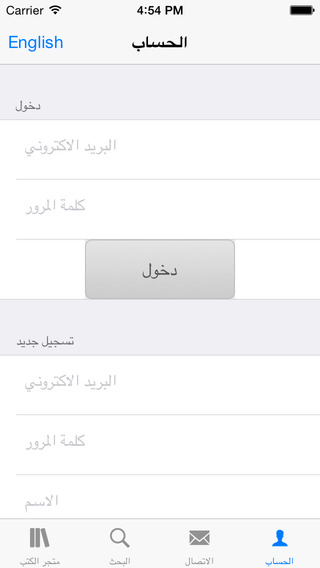 Carrier 4:54 PM
English الحساب
دخول
البريد الاكتروني
كلمة المرور
دخول
تسجيل جديد
البريد الاكتروني
كلمة المرور
الاسم
متجر الكتب البحث الاتصال الحساب